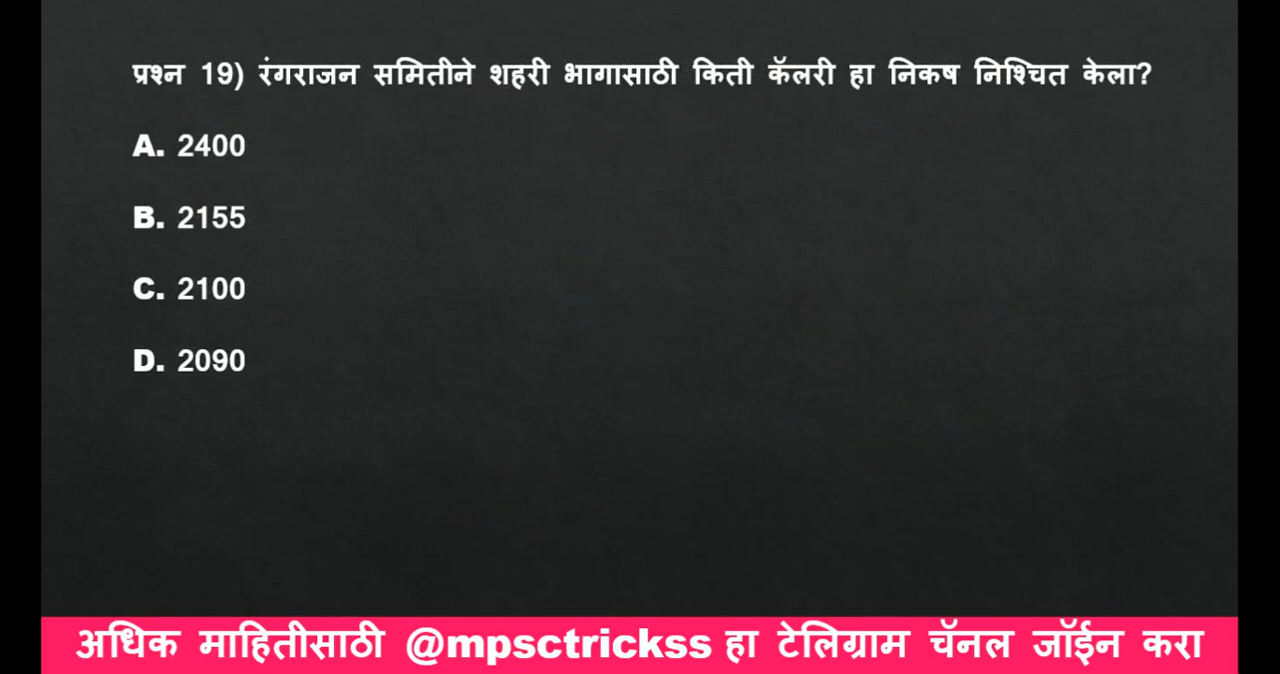 प्रश्न 19) रंगराजन समितीने शहरी भागासाठी किती कॅलरी हा निकष निश्चित केला?
A. 2400
B. 2155
C. 2100
D. 2090
अधिक माहितीसाठी @mpsctrickss हा टेलिग्राम चॅनल जॉईन करा